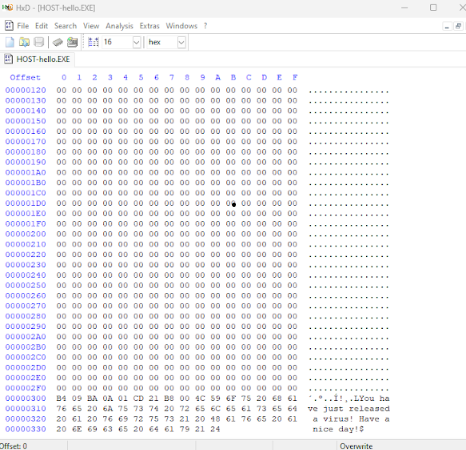 HxD - [HOST-hello.EXE]
File Edit Search View Analysis Extras Windows ?
16 hex
HOST-hello.EXE
Offset 0 1 2 3 4 5 6 7 8 9 A B C D E F
00000120 00 00 00 00 00 00 00 00 00 00 00 00 00 00 00 00 ................
00000130 00 00 00 00 00 00 00 00 00 00 00 00 00 00 00 00 ................
00000140 00 00 00 00 00 00 00 00 00 00 00 00 00 00 00 00 ................
00000150 00 00 00 00 00 00 00 00 00 00 00 00 00 00 00 00 ................
00000160 00 00 00 00 00 00 00 00 00 00 00 00 00 00 00 00 ................
00000170 00 00 00 00 00 00 00 00 00 00 00 00 00 00 00 00 ................
00000180 00 00 00 00 00 00 00 00 00 00 00 00 00 00 00 00 ................
00000190 00 00 00 00 00 00 00 00 00 00 00 00 00 00 00 00 ................
000001A0 00 00 00 00 00 00 00 00 00 00 00 00 00 00 00 00 ................
000001B0 00 00 00 00 00 00 00 00 00 00 00 00 00 00 00 00 ................
000001C0 00 00 00 00 00 00 00 00 00 00 00 00 00 00 00 00 ................
000001D0 00 00 00 00 00 00 00 00 00 00 00 00 00 00 00 00 ................
000001E0 00 00 00 00 00 00 00 00 00 00 00 00 00 00 00 00 ................
000001F0 00 00 00 00 00 00 00 00 00 00 00 00 00 00 00 00 ................
00000200 00 00 00 00 00 00 00 00 00 00 00 00 00 00 00 00 ................
00000210 00 00 00 00 00 00 00 00 00 00 00 00 00 00 00 00 ................
00000220 00 00 00 00 00 00 00 00 00 00 00 00 00 00 00 00 ................
00000230 00 00 00 00 00 00 00 00 00 00 00 00 00 00 00 00 ................
00000240 00 00 00 00 00 00 00 00 00 00 00 00 00 00 00 00 ................
00000250 00 00 00 00 00 00 00 00 00 00 00 00 00 00 00 00 ................
00000260 00 00 00 00 00 00 00 00 00 00 00 00 00 00 00 00 ................
00000270 00 00 00 00 00 00 00 00 00 00 00 00 00 00 00 00 ................
00000280 00 00 00 00 00 00 00 00 00 00 00 00 00 00 00 00 ................
00000290 00 00 00 00 00 00 00 00 00 00 00 00 00 00 00 00 ................
000002A0 00 00 00 00 00 00 00 00 00 00 00 00 00 00 00 00 ................
000002B0 00 00 00 00 00 00 00 00 00 00 00 00 00 00 00 00 ................
000002C0 00 00 00 00 00 00 00 00 00 00 00 00 00 00 00 00 ................
000002D0 00 00 00 00 00 00 00 00 00 00 00 00 00 00 00 00 ................
000002E0 00 00 00 00 00 00 00 00 00 00 00 00 00 00 00 00 ................
000002F0 00 00 00 00 00 00 00 00 00 00 00 00 00 00 00 00 ................
00000300 B4 09 BA 0A 01 CD 21 B8 00 4C 59 6F 75 20 68 61 ´.º..Í!¸.LYou ha
00000310 76 65 20 6A 75 73 74 20 72 65 6C 65 61 73 65 64 ve just released
00000320 20 61 20 76 69 72 75 73 21 20 48 61 76 65 20 61 a virus! Have a
00000330 20 6E 69 63 65 20 64 61 79 21 24 nice day!$
Offset: 0 Overwrite